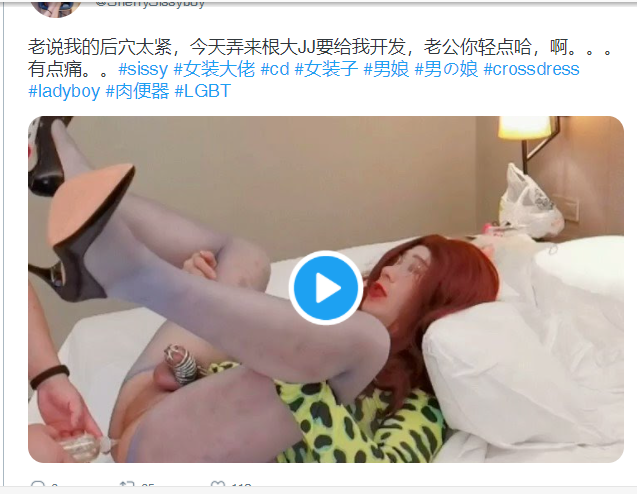 @SherrySissyboy
老说我的后穴太紧，今天弄来根大JJ要给我开发，老公你轻点哈，啊。。。
有点痛。。#sissy #女装大佬 #cd #女装子 #男娘 #男の娘 #crossdress
#ladyboy #肉便器 #LGBT